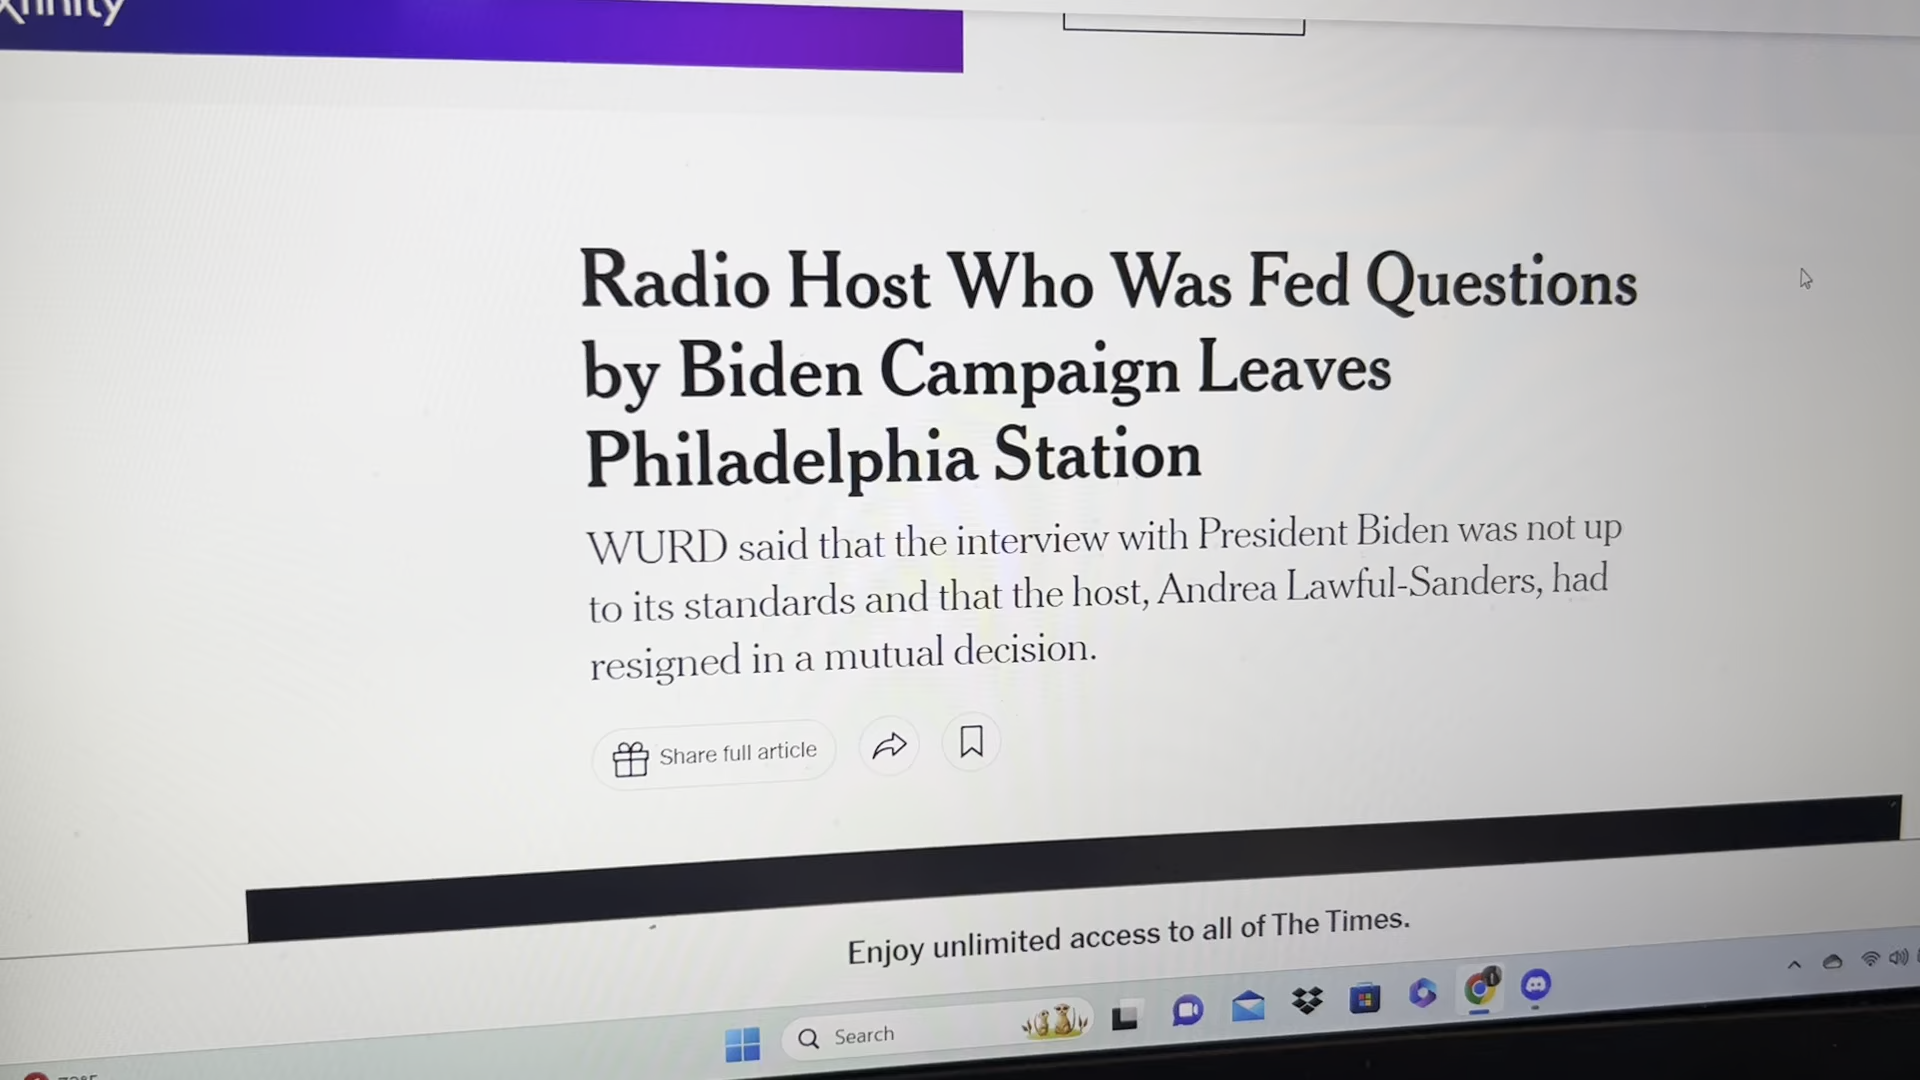 xfinity
Radio Host Who Was Fed Questions
by Biden Campaign Leaves
Philadelphia Station
WURD said that the interview with President Biden was not up
to its standards and that the host, Andrea Lawful-Sanders, had
resigned in a mutual decision.
Share full article
Enjoy unlimited access to all of The Times.
Search